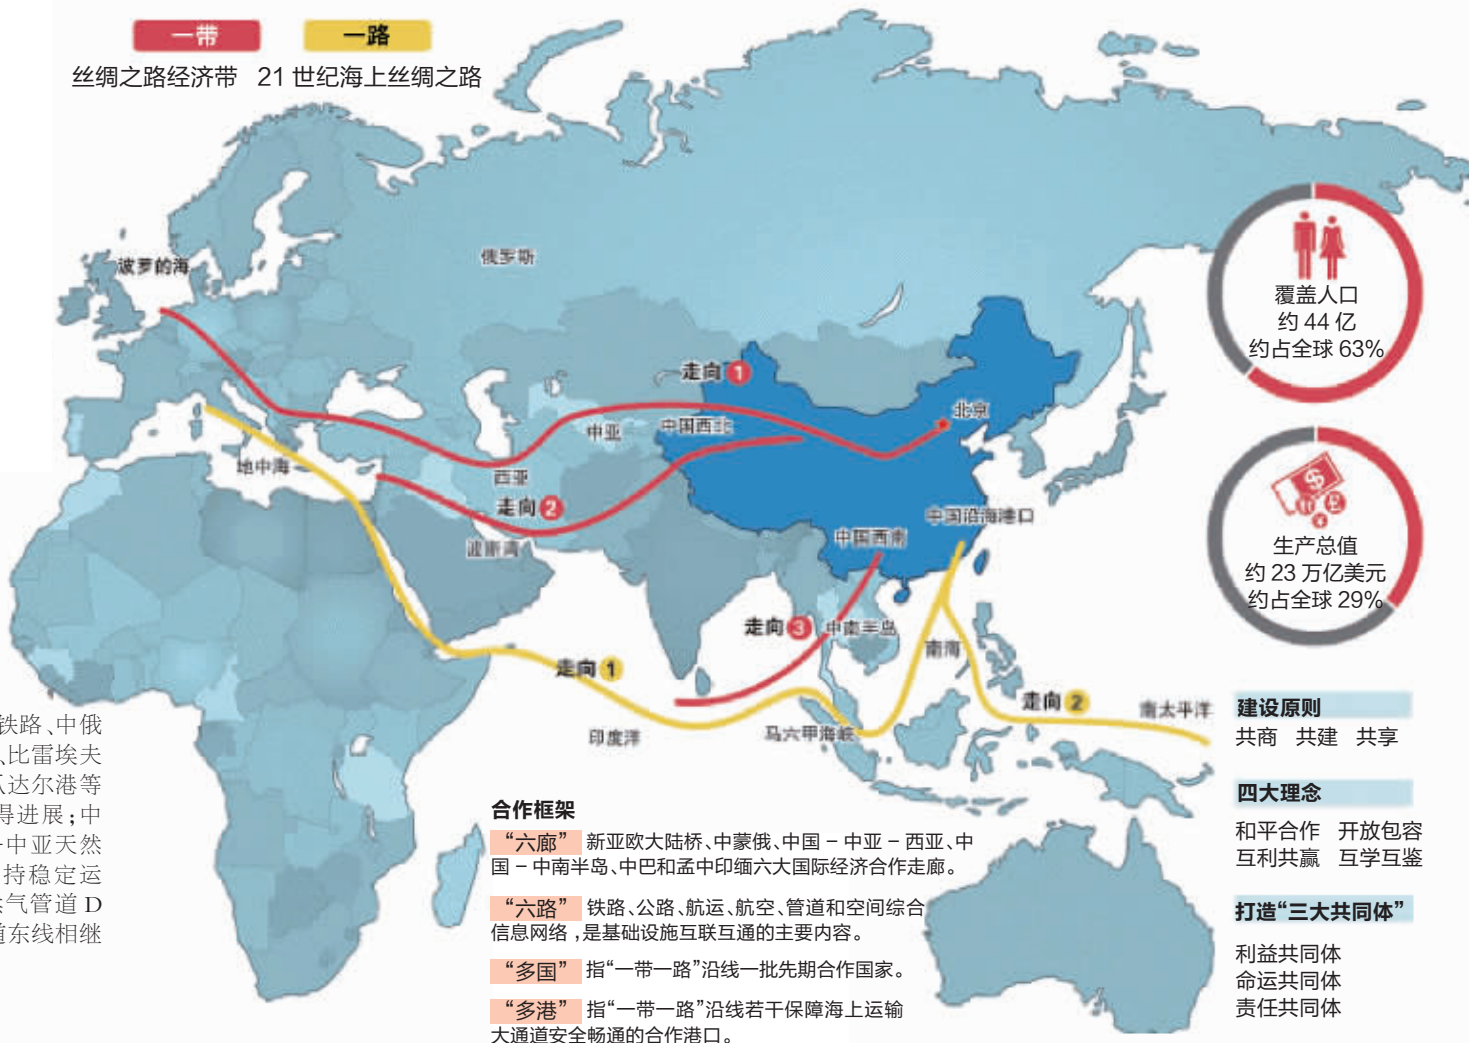 一带 一路
丝绸之路经济带 21世纪海上丝绸之路
波罗的海
俄罗斯
走向1
中国西北
中亚
北京
地中海
西亚
走向2
波斯湾
中国沿海港口
中国西南
走向3
中南半岛
南海
走向1
印度洋
马六甲海峡
走向2
南太平洋
覆盖人口
约44亿
约占全球63%
生产总值
约23万亿美元
约占全球29%
铁路、中俄
、比雷埃夫
瓜达尔港等
得进展；中
中亚天然
持稳定运
气管道D
道东线相继
合作框架
“六廊” 新亚欧大陆桥、中蒙俄、中国－中亚－西亚、中
国－中南半岛、中巴和孟中印缅六大国际经济合作走廊。
“六路” 铁路、公路、航运、航空、管道和空间综合
信息网络，是基础设施互联互通的主要内容。
“多国” 指“一带一路”沿线一批先期合作国家。
“多港” 指“一带一路”沿线若干保障海上运输
大通道安全畅通的合作港口。
建设原则
共商 共建 共享
四大理念
和平合作 开放包容
互利共赢 互学互鉴
打造“三大共同体”
利益共同体
命运共同体
责任共同体